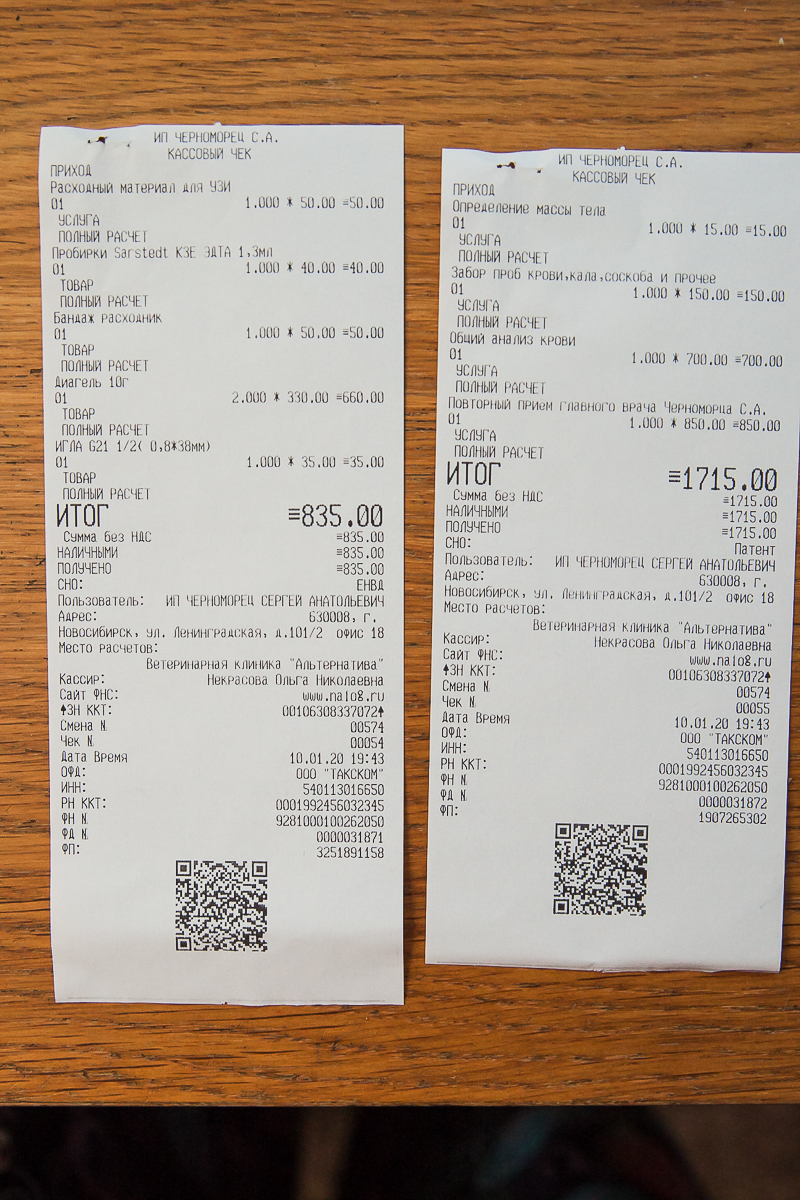 ИП ЧЕРНОМОРЕЦ С.А.
КАССОВЫЙ ЧЕК
ПРИХОД
Расходный материал для УЗИ
01 1.000 * 50.00 =50.00
УСЛУГА
ПОЛНЫЙ РАСЧЕТ
Пробирки Sarstedt КЗЕ ЭДТА 1,3мл
01 1.000 * 40.00 =40.00
ТОВАР
ПОЛНЫЙ РАСЧЕТ
Бандаж расходник
01 1.000 * 50.00 =50.00
ТОВАР
ПОЛНЫЙ РАСЧЕТ
Диагель 10г
01 2.000 * 330.00 =660.00
ТОВАР
ПОЛНЫЙ РАСЧЕТ
ИГЛА G21 1/2( 0,8*38мм)
01 1.000 * 35.00 =35.00
ТОВАР
ПОЛНЫЙ РАСЧЕТ
ИТОГ =835.00
Сумма без НДС =835.00
НАЛИЧНЫМИ =835.00
ПОЛУЧЕНО =835.00
СНО: ЕНВД
Пользователь: ИП ЧЕРНОМОРЕЦ СЕРГЕЙ АНАТОЛЬЕВИЧ
Адрес: 630008, г.
Новосибирск, ул. Ленинградская, д.101/2 офис 18
Место расчетов:
Ветеринарная клиника "Альтернатива"
Кассир: Некрасова Ольга Николаевна
Сайт ФНС: www.nalog.ru
↑ЗН ККТ: 00106308337072↑
Смена № 00574
Чек № 00054
Дата Время 10.01.20 19:43
ОФД: ООО "ТАКСКОМ"
ИНН: 540113016650
РН ККТ: 0001992456032345
ФН № 9281000100262050
ФД № 0000031871
ФП: 3251891158
ИП ЧЕРНОМОРЕЦ С.А.
КАССОВЫЙ ЧЕК
ПРИХОД
Определение массы тела
01 1.000 * 15.00 =15.00
УСЛУГА
ПОЛНЫЙ РАСЧЕТ
Забор проб крови,кала,соскоба и прочее
01 1.000 * 150.00 =150.00
УСЛУГА
ПОЛНЫЙ РАСЧЕТ
Общий анализ крови
01 1.000 * 700.00 =700.00
УСЛУГА
ПОЛНЫЙ РАСЧЕТ
Повторный прием главного врача Черноморца С.А.
01 1.000 * 850.00 =850.00
УСЛУГА
ПОЛНЫЙ РАСЧЕТ
ИТОГ =1715.00
Сумма без НДС =1715.00
НАЛИЧНЫМИ =1715.00
ПОЛУЧЕНО =1715.00
СНО: Патент
Пользователь: ИП ЧЕРНОМОРЕЦ СЕРГЕЙ АНАТОЛЬЕВИЧ
Адрес: 630008, г.
Новосибирск, ул. Ленинградская, д.101/2 офис 18
Место расчетов:
Ветеринарная клиника "Альтернатива"
Кассир: Некрасова Ольга Николаевна
Сайт ФНС: www.nalog.ru
↑ЗН ККТ: 00106308337072↑
Смена № 00574
Чек № 00055
Дата Время 10.01.20 19:43
ОФД: ООО "ТАКСКОМ"
ИНН: 540113016650
РН ККТ: 0001992456032345
ФН № 9281000100262050
ФД № 0000031872
ФП: 1907265302